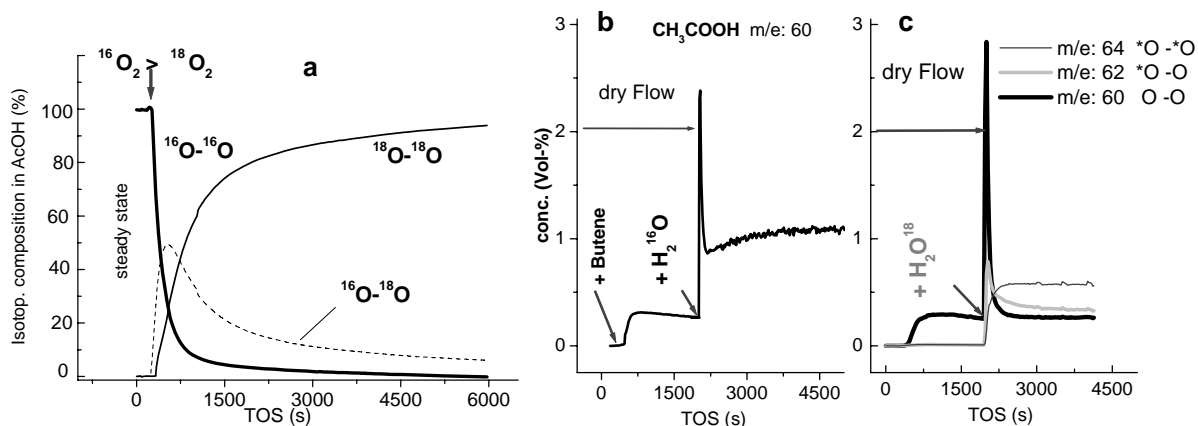 a
16O2 > 18O2
Isotop. composition in AcOH (%)
120
100
80
60
40
20
0
steady state
16O-16O
18O-18O
16O-18O
0
1500
3000
4500
6000
TOS (s)
b
CH3COOH m/e: 60
dry Flow
conc. (Vol-%)
3
2
1
0
+ Butene
+ H2 16O
0
1500
3000
4500
TOS (s)
c
m/e: 64 *O -*O
m/e: 62 *O -O
m/e: 60 O -O
dry Flow
3
2
1
0
+ H2O18
0
1500
3000
4500
TOS (s)